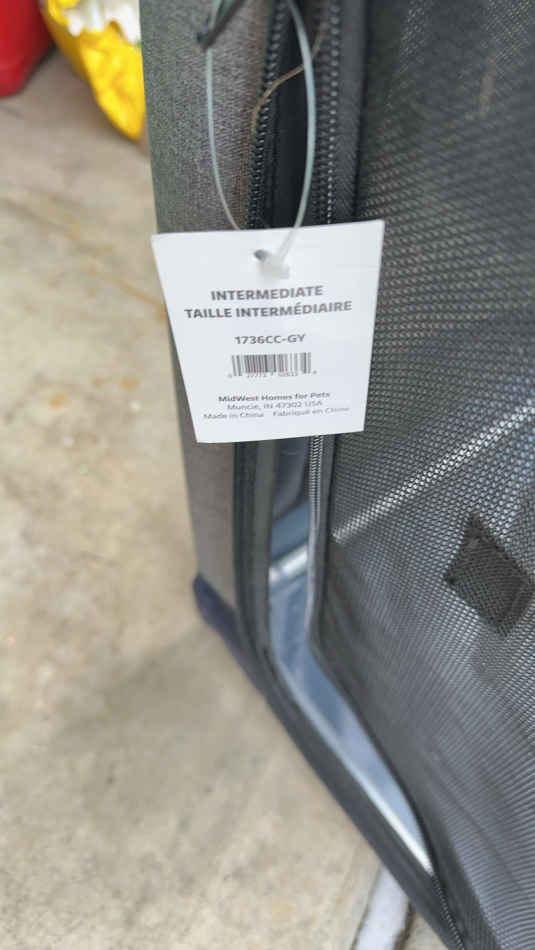 INTERMEDIATE
TAILLE INTERMÉDIAIRE
1736CC-GY
MidWest Homes for Pets
Muncie, IN 47302 USA
Made in China Fabriqué en Chine